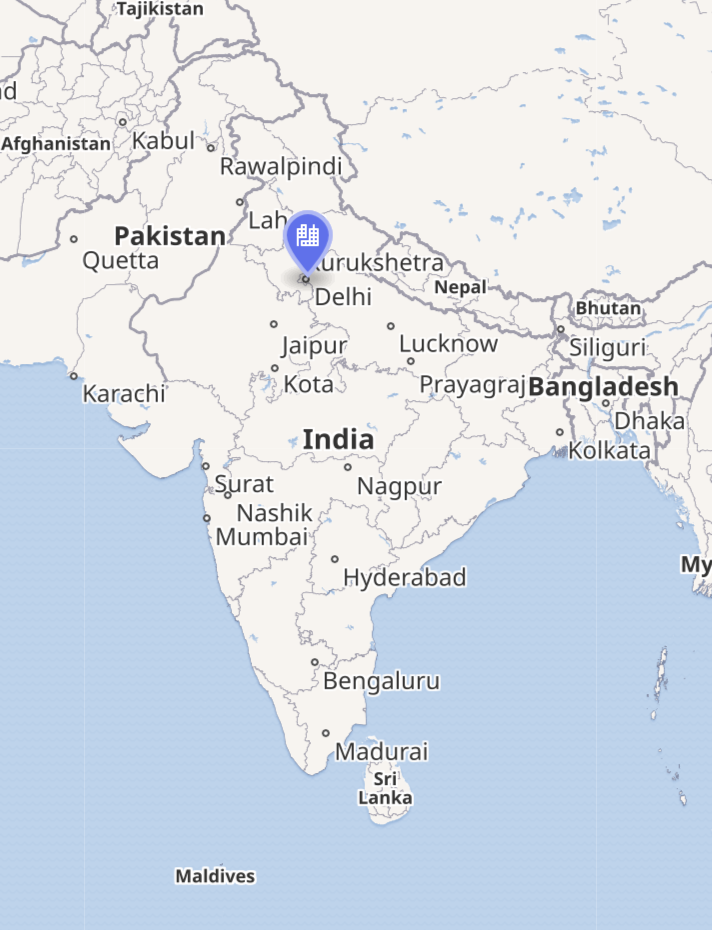 Tajikistan
Kabul
Afghanistan
Rawalpindi
Lah
Pakistan
Quetta
urukshetra
Nepal
Delhi
Bhutan
Jaipur
Lucknow
Siliguri
Karachi
Kota
Prayagraj
Bangladesh
Dhaka
India
Kolkata
Surat
Nagpur
Nashik
Mumbai
My
Hyderabad
Bengaluru
Madurai
Sri
Lanka
Maldives